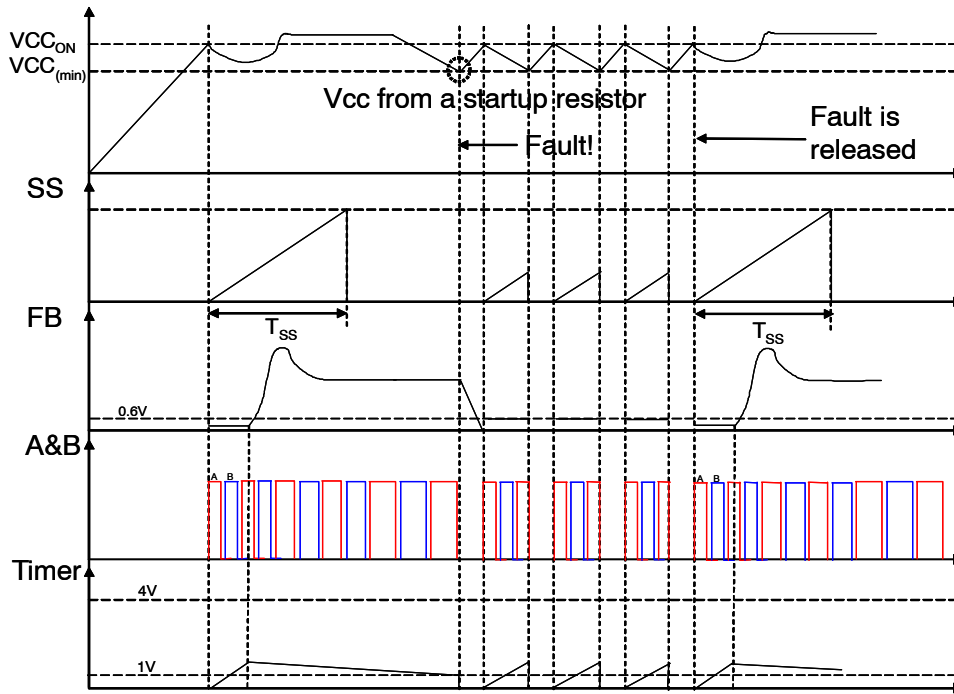 VCC_ON
VCC_(min)
Vcc from a startup resistor
Fault!
Fault is
released
SS
T_SS
T_SS
FB
0.6V
A&B
A B
A B
Timer
4V
1V